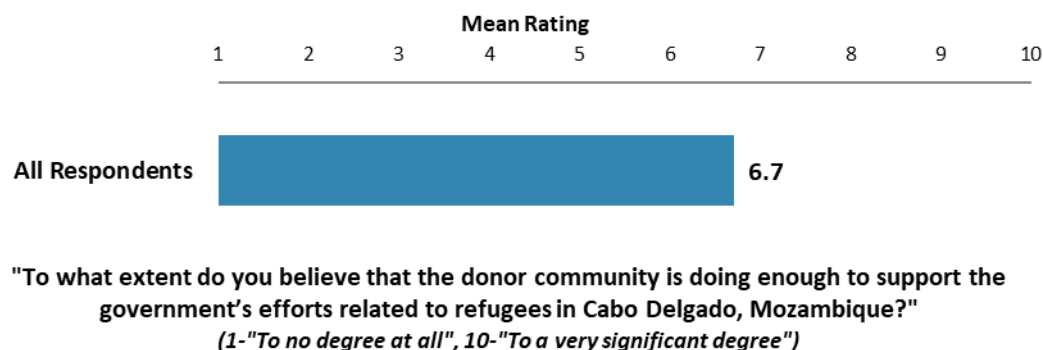 Mean Rating
1 2 3 4 5 6 7 8 9 10
All Respondents 6.7
"To what extent do you believe that the donor community is doing enough to support the
government’s efforts related to refugees in Cabo Delgado, Mozambique?"
(1-"To no degree at all", 10-"To a very significant degree")